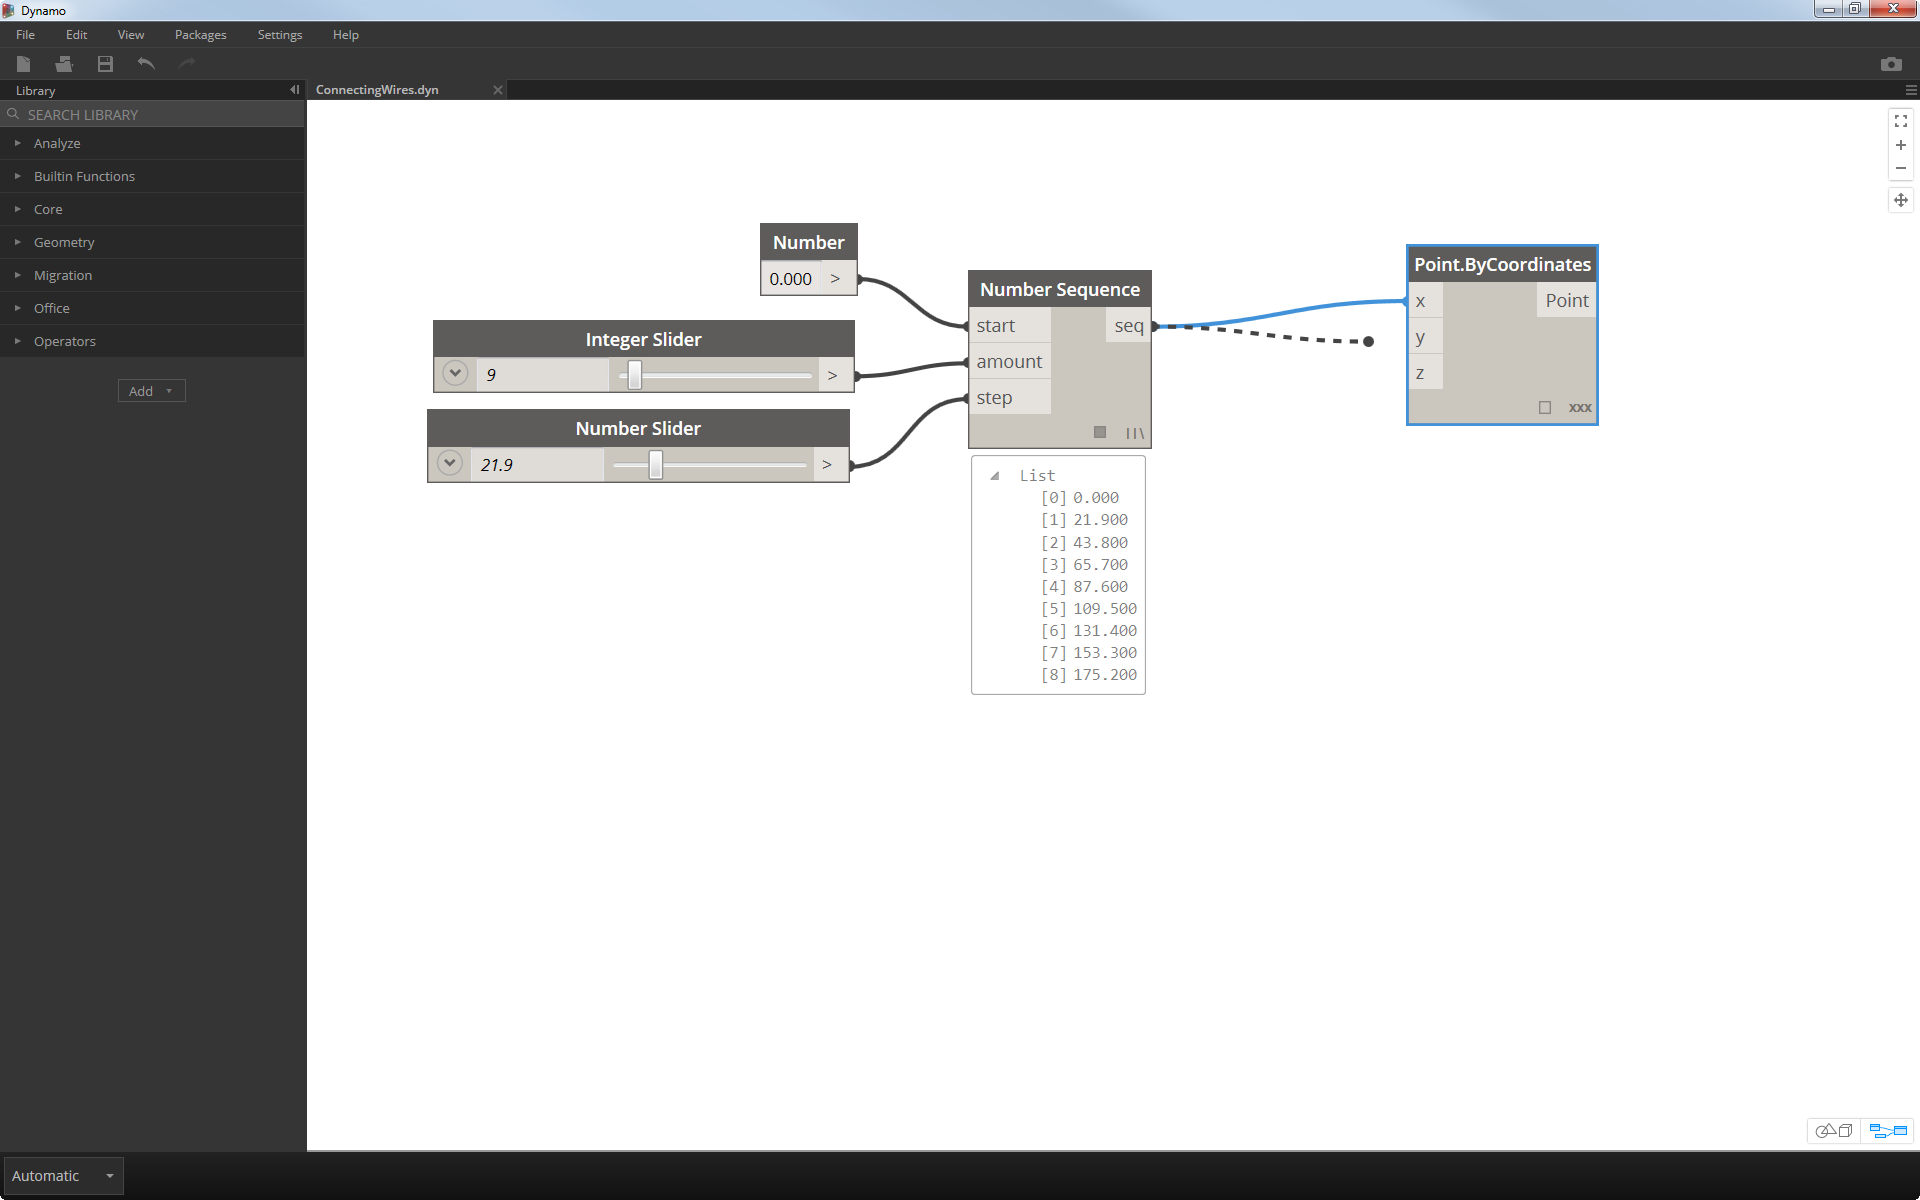 Dynamo
File Edit View Packages Settings Help
Library
ConnectingWires.dyn
SEARCH LIBRARY
Analyze
Builtin Functions
Core
Geometry
Migration
Office
Operators
Add
Number
0.000 >
Integer Slider
9 >
Number Slider
21.9 >
Number Sequence
start seq
amount
step
List
[0] 0.000
[1] 21.900
[2] 43.800
[3] 65.700
[4] 87.600
[5] 109.500
[6] 131.400
[7] 153.300
[8] 175.200
Point.ByCoordinates
x Point
y
z
xxx
Automatic